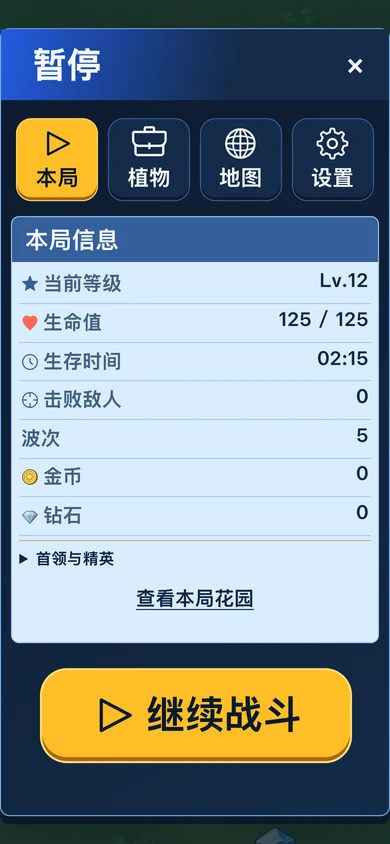 暂停 ×
本局 植物 地图 设置
本局信息
当前等级 Lv.12
生命值 125 / 125
生存时间 02:15
击败敌人 0
波次 5
金币 0
钻石 0
首领与精英
查看本局花园
继续战斗